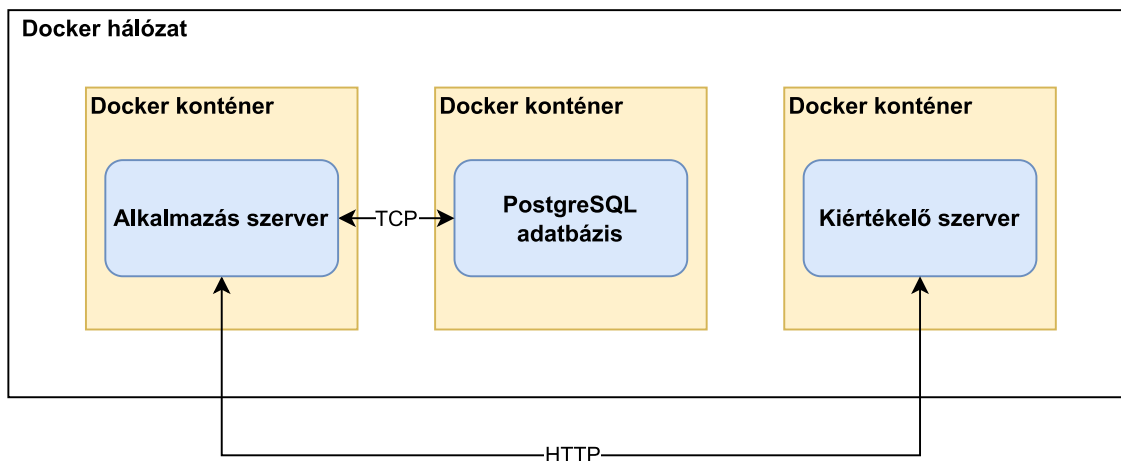 Docker hálózat
Docker konténer
Docker konténer
Docker konténer
Alkalmazás szerver
TCP
PostgreSQL
adatbázis
Kiértékelő szerver
HTTP